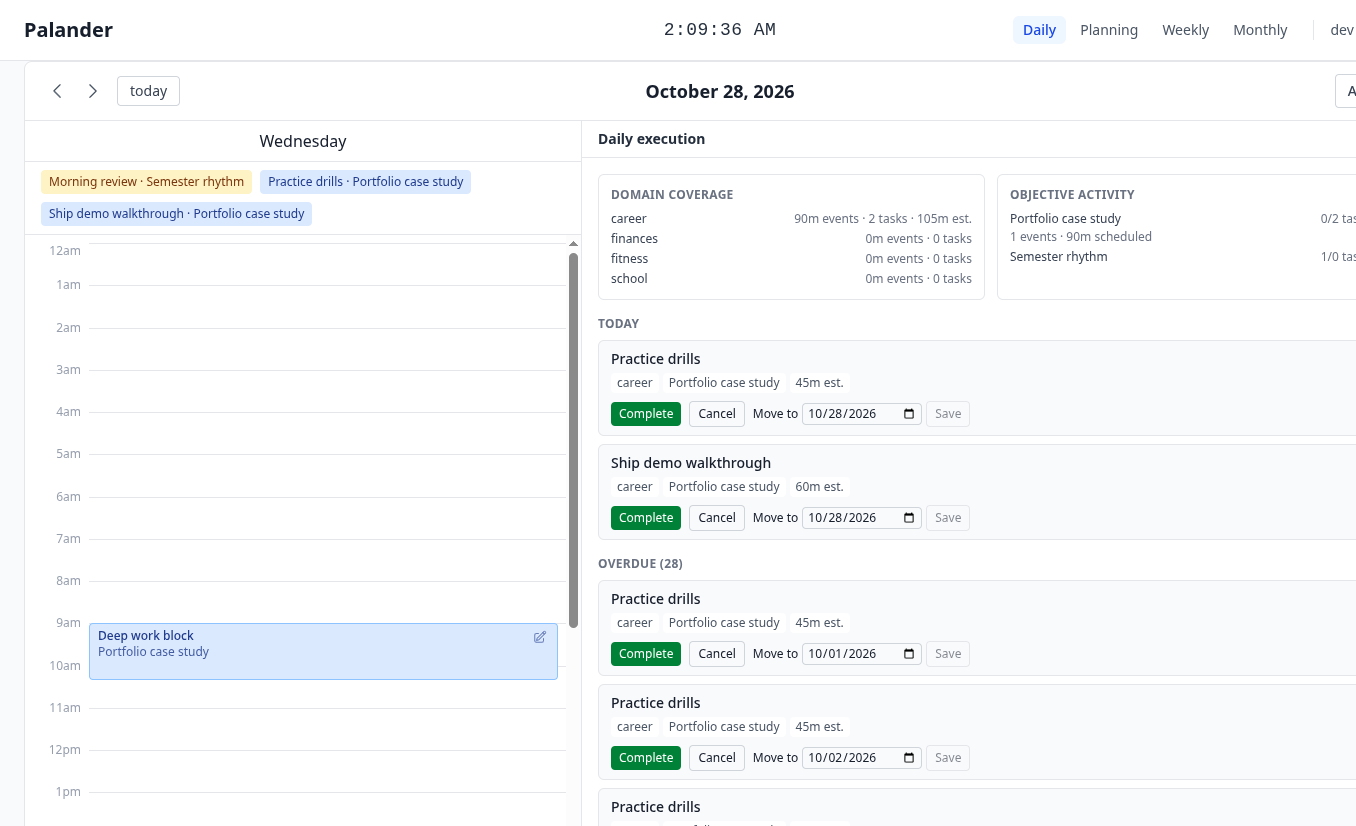 Palander
2:09:36 AM
Daily Planning Weekly Monthly dev
today
October 28, 2026
Wednesday
Morning review · Semester rhythm
Practice drills · Portfolio case study
Ship demo walkthrough · Portfolio case study
12am
1am
2am
3am
4am
5am
6am
7am
8am
9am
Deep work block
Portfolio case study
10am
11am
12pm
1pm
Daily execution
DOMAIN COVERAGE
career 90m events · 2 tasks · 105m est.
finances 0m events · 0 tasks
fitness 0m events · 0 tasks
school 0m events · 0 tasks
OBJECTIVE ACTIVITY
Portfolio case study 0/2
1 events · 90m scheduled
Semester rhythm 1/0
TODAY
Practice drills
career Portfolio case study 45m est.
Complete Cancel Move to 10/28/2026 Save
Ship demo walkthrough
career Portfolio case study 60m est.
Complete Cancel Move to 10/28/2026 Save
OVERDUE (28)
Practice drills
career Portfolio case study 45m est.
Complete Cancel Move to 10/01/2026 Save
Practice drills
career Portfolio case study 45m est.
Complete Cancel Move to 10/02/2026 Save
Practice drills